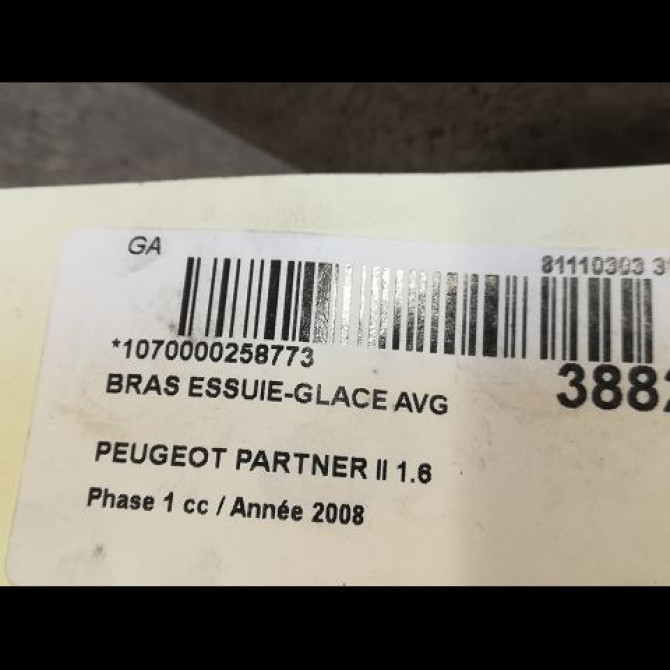 GA
81110303
*1070000258773
BRAS ESSUIE-GLACE AVG
PEUGEOT PARTNER II 1.6
Phase 1 cc / Année 2008